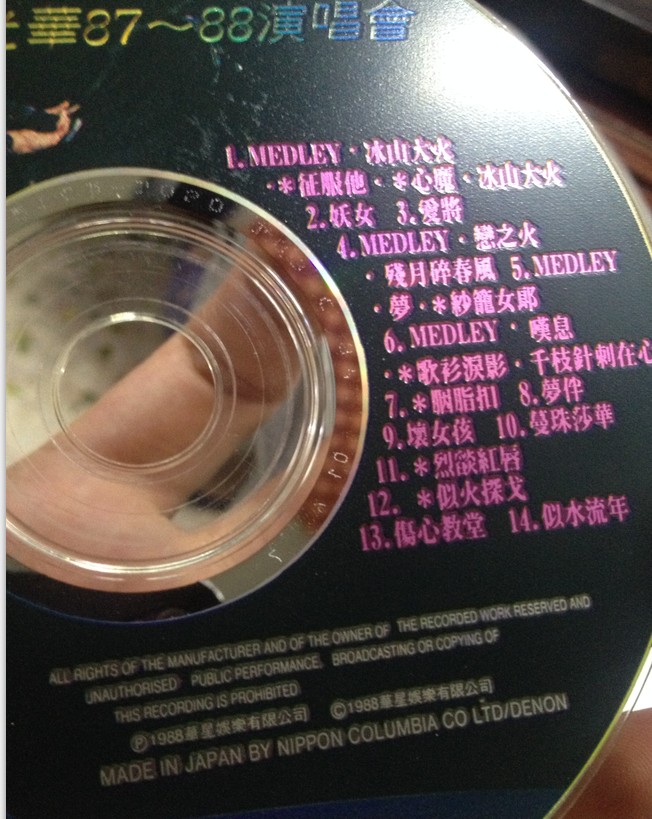 華87～88演唱會
1.MEDLEY·冰山大火
·＊征服他·＊心魔·冰山大火
2.妖女 3.愛將
4.MEDLEY·戀之火
·殘月碎春風 5.MEDLEY
·夢·＊紗籠女郎
6.MEDLEY·嘆息
·＊歌衫淚影·千枝針刺在心
7.＊胭脂扣 8.夢伴
9.壞女孩 10.蔓珠莎華
11.＊烈燄紅唇
12.＊似火探戈
13.傷心教堂 14.似水流年
ALL RIGHTS OF THE MANUFACTURER AND OF THE OWNER OF THE RECORDED WORK RESERVED AND
UNAUTHORISED PUBLIC PERFORMANCE, BROADCASTING OR COPYING OF
THIS RECORDING IS PROHIBITED
Ⓟ1988華星娛樂有限公司 ©1988華星娛樂有限公司
MADE IN JAPAN BY NIPPON COLUMBIA CO LTD/DENON